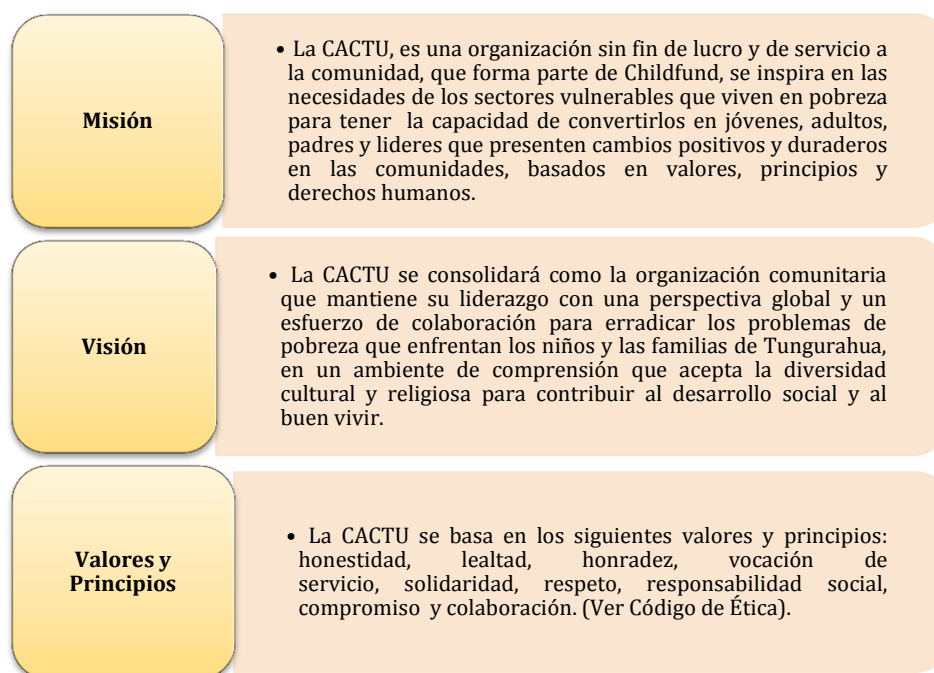 Misión
• La CACTU, es una organización sin fin de lucro y de servicio a
la comunidad, que forma parte de Childfund, se inspira en las
necesidades de los sectores vulnerables que viven en pobreza
para tener la capacidad de convertirlos en jóvenes, adultos,
padres y lideres que presenten cambios positivos y duraderos
en las comunidades, basados en valores, principios y
derechos humanos.
Visión
• La CACTU se consolidará como la organización comunitaria
que mantiene su liderazgo con una perspectiva global y un
esfuerzo de colaboración para erradicar los problemas de
pobreza que enfrentan los niños y las familias de Tungurahua,
en un ambiente de comprensión que acepta la diversidad
cultural y religiosa para contribuir al desarrollo social y al
buen vivir.
Valores y
Principios
• La CACTU se basa en los siguientes valores y principios:
honestidad, lealtad, honradez, vocación de
servicio, solidaridad, respeto, responsabilidad social,
compromiso y colaboración. (Ver Código de Ética).